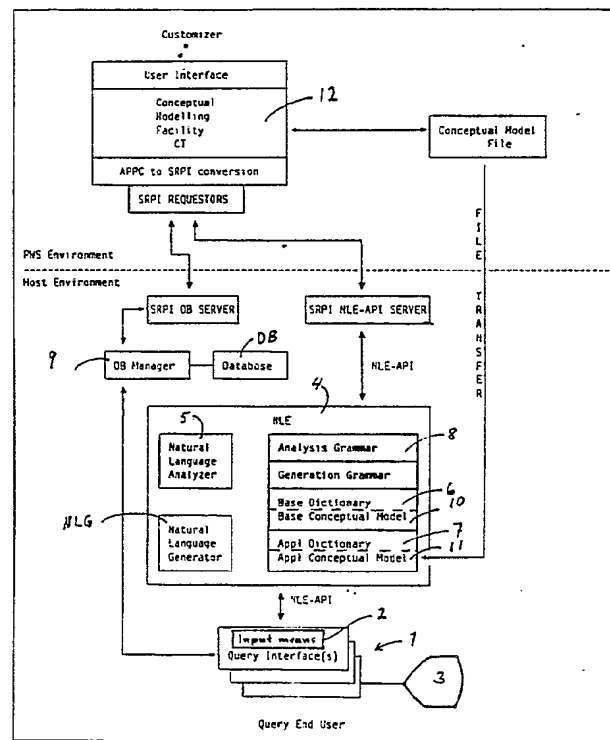 Customizer
User Interface
Conceptual
Modelling
Facility
CT
12
APPC to SRPI conversion
SRPI REQUESTORS
Conceptual Model
File
FILE TRANSFER
PWS Environment
Host Environment
SRPI DB SERVER
SRPI NLE-API SERVER
9
DB Manager
DB
Database
NLE-API
4
NLE
5
Natural
Language
Analyzer
Analysis Grammar
8
Generation Grammar
Base Dictionary
6
Base Conceptual Model
10
NLG
Natural
Language
Generator
Appl Dictionary
7
Appl Conceptual Model
11
NLE-API
2
Input means
Query Interface(s)
1
3
Query End User